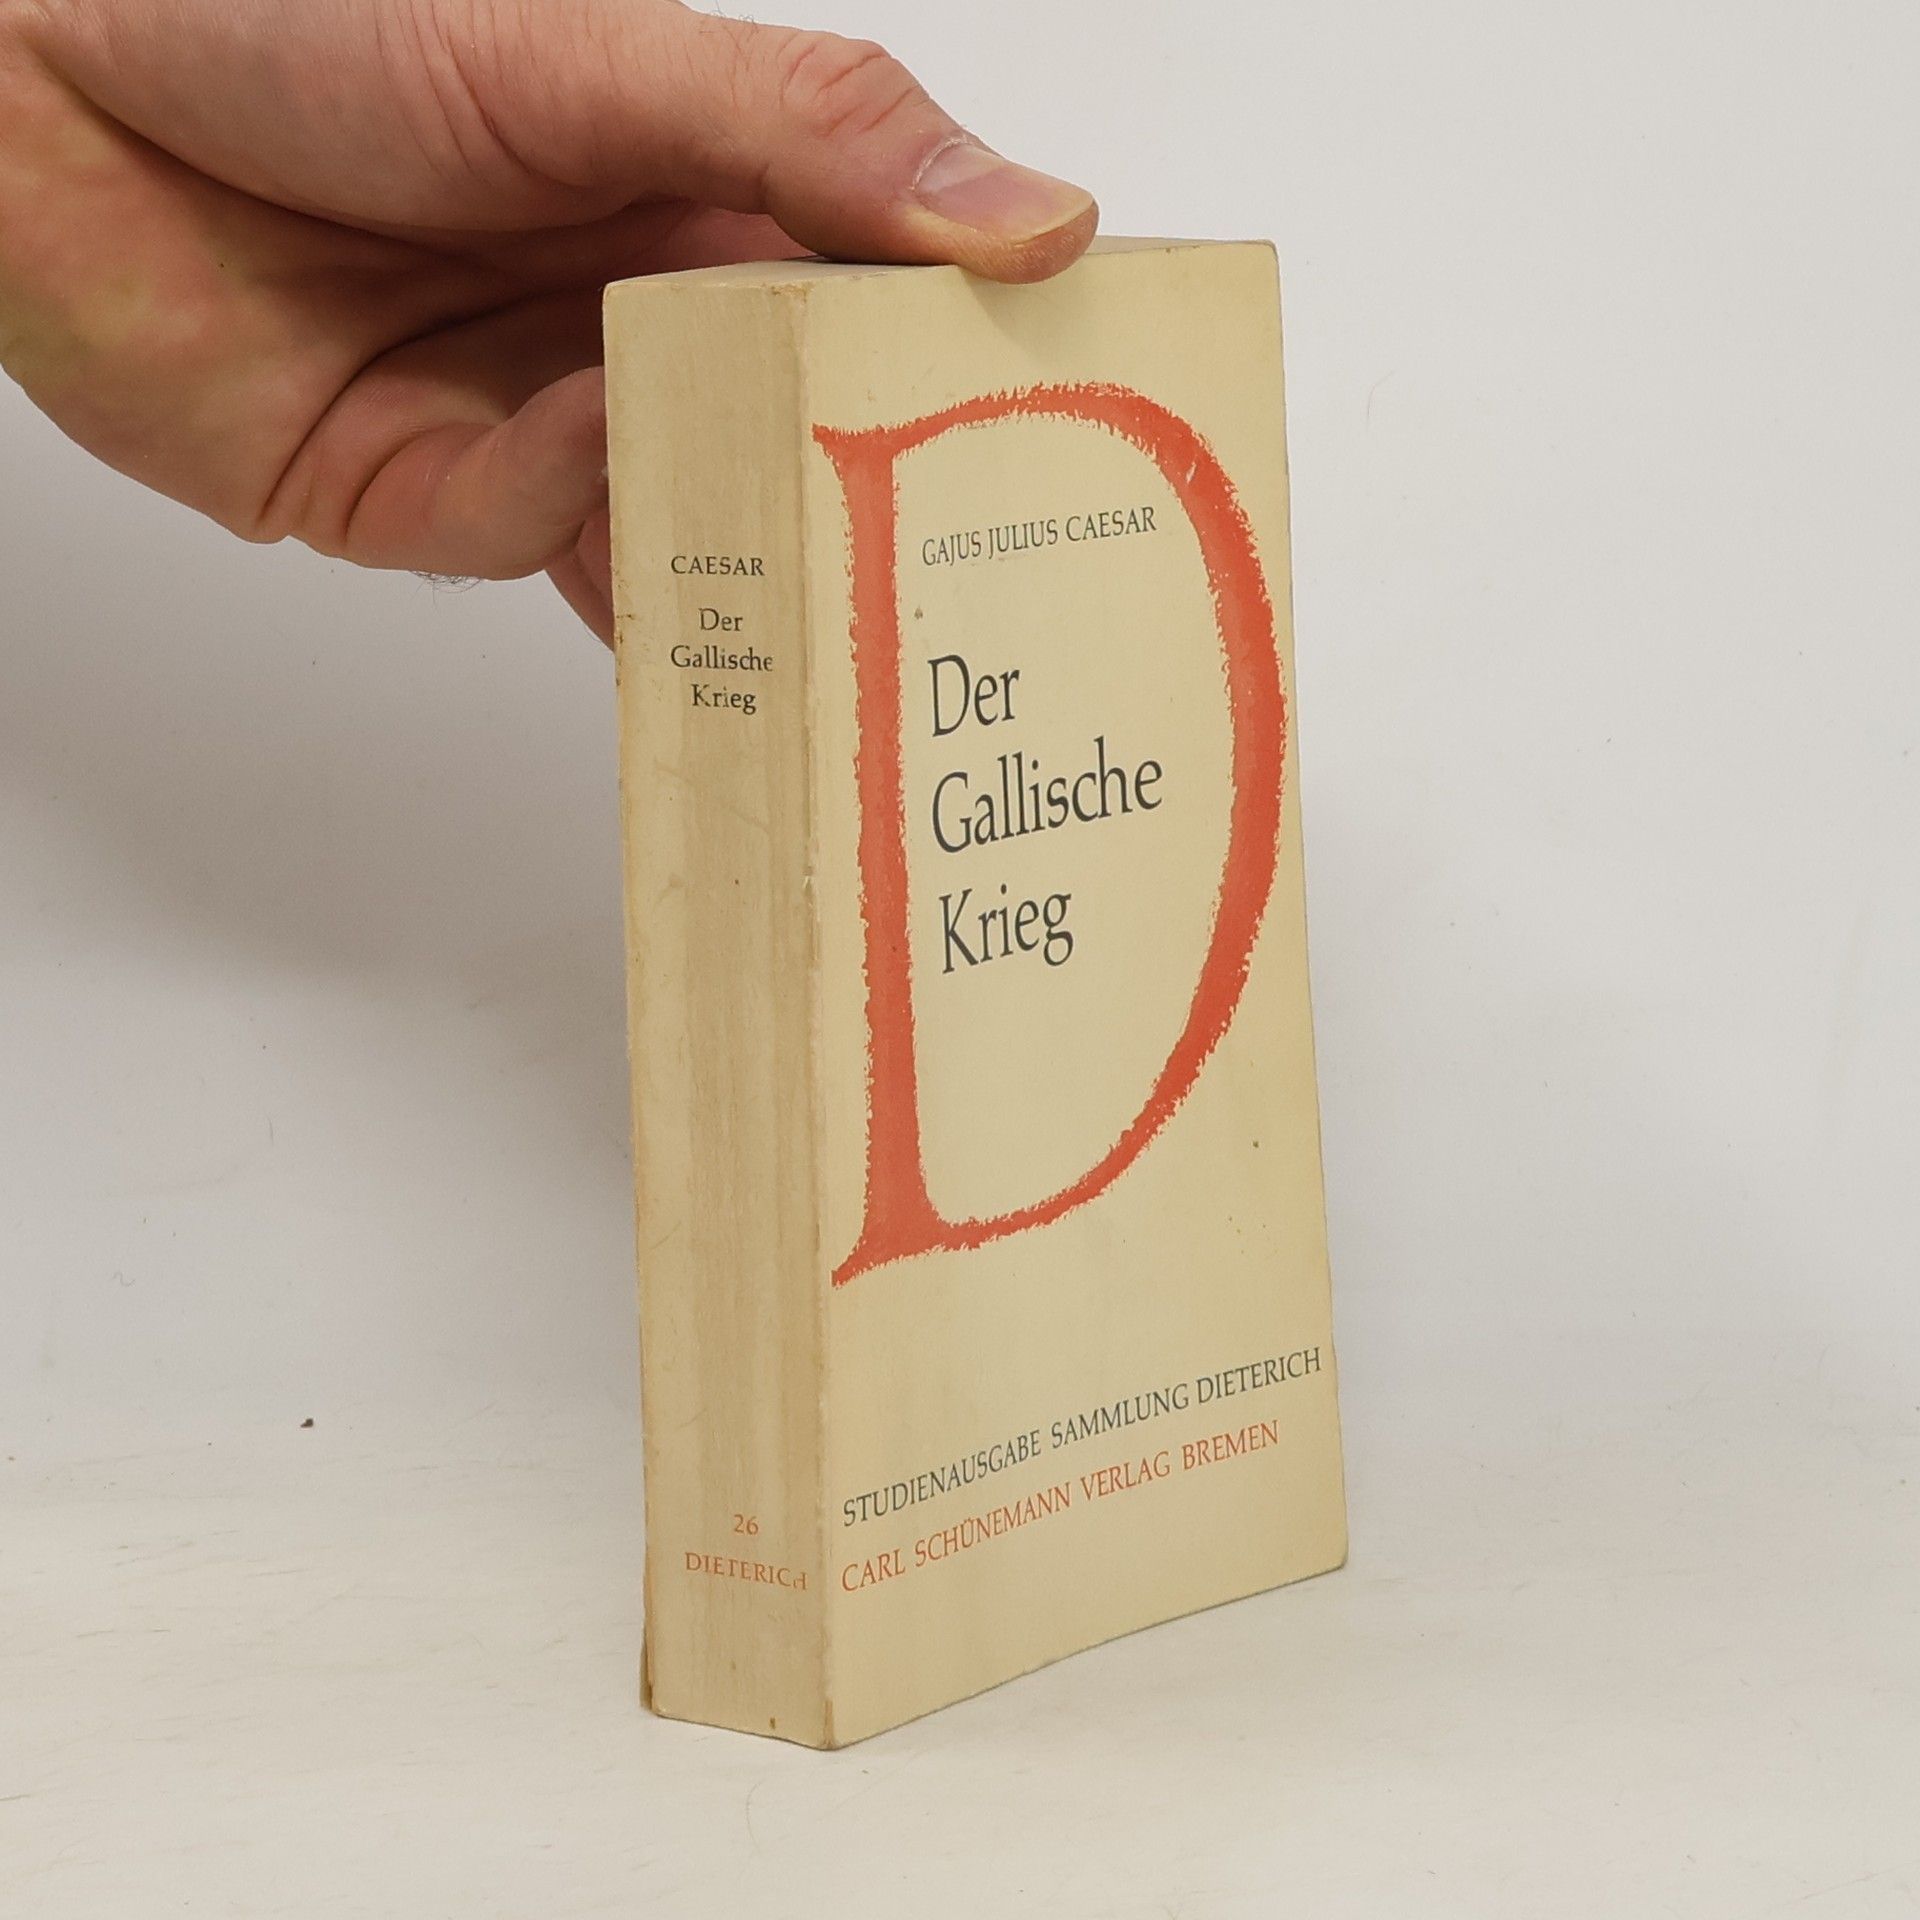 CAESAR
Der
Gallische
Krieg
26
DIETERICH
D
GAJUS JULIUS CAESAR
Der
Gallische
Krieg
STUDIENAUSGABE SAMMLUNG DIETERICH
CARL SCHÜNEMANN VERLAG BREMEN